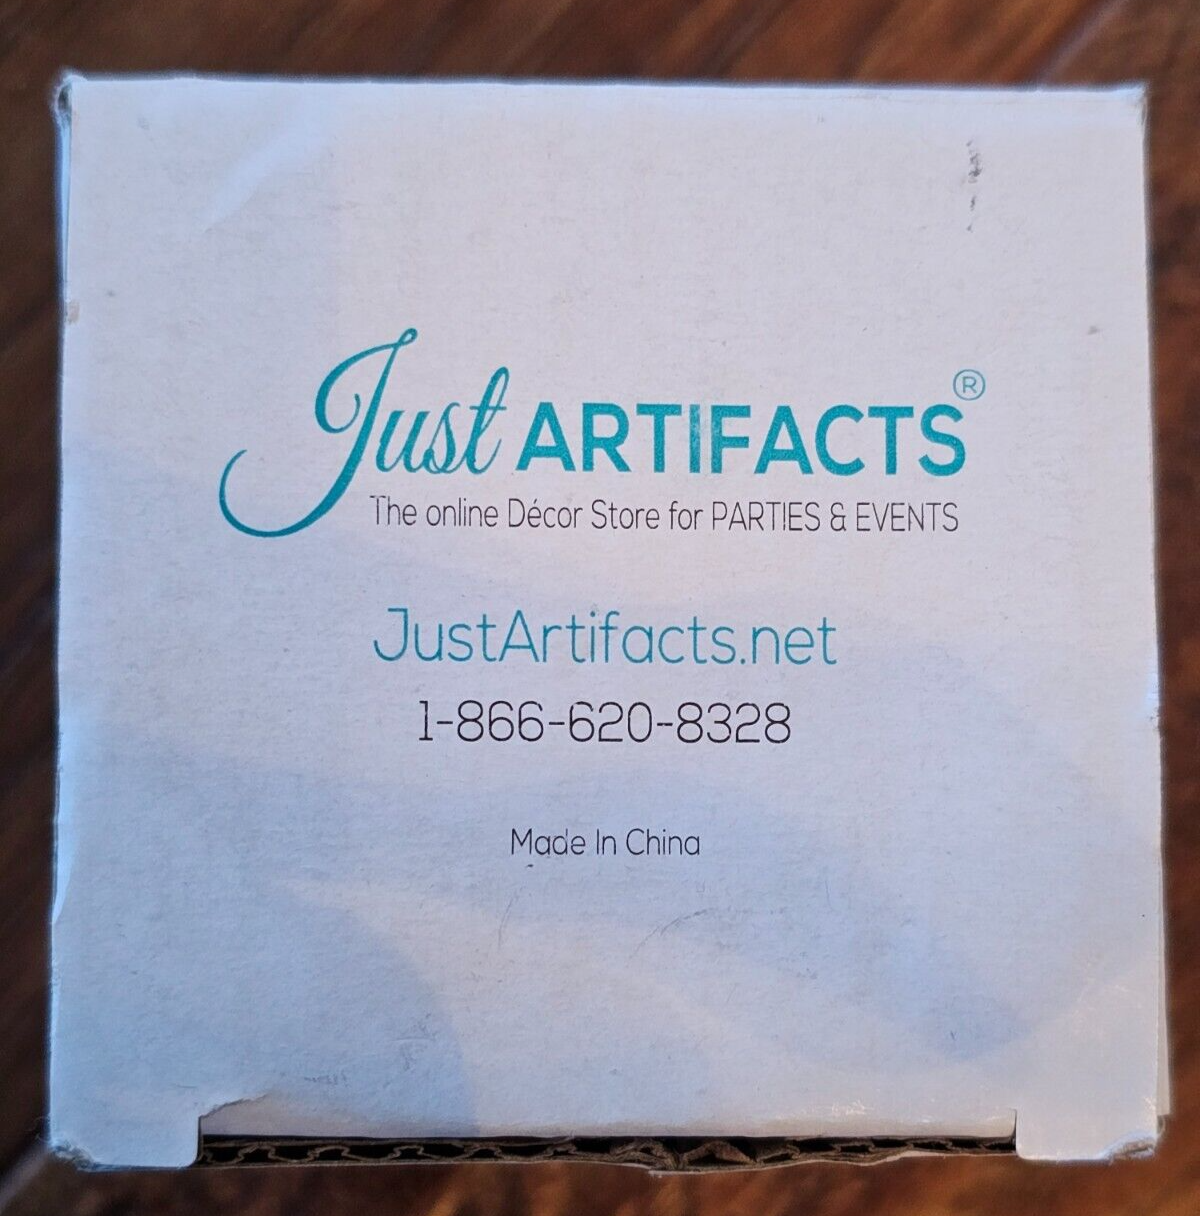 Just ARTIFACTS®
The online Décor Store for PARTIES & EVENTS
JustArtifacts.net
1-866-620-8328
Made In China